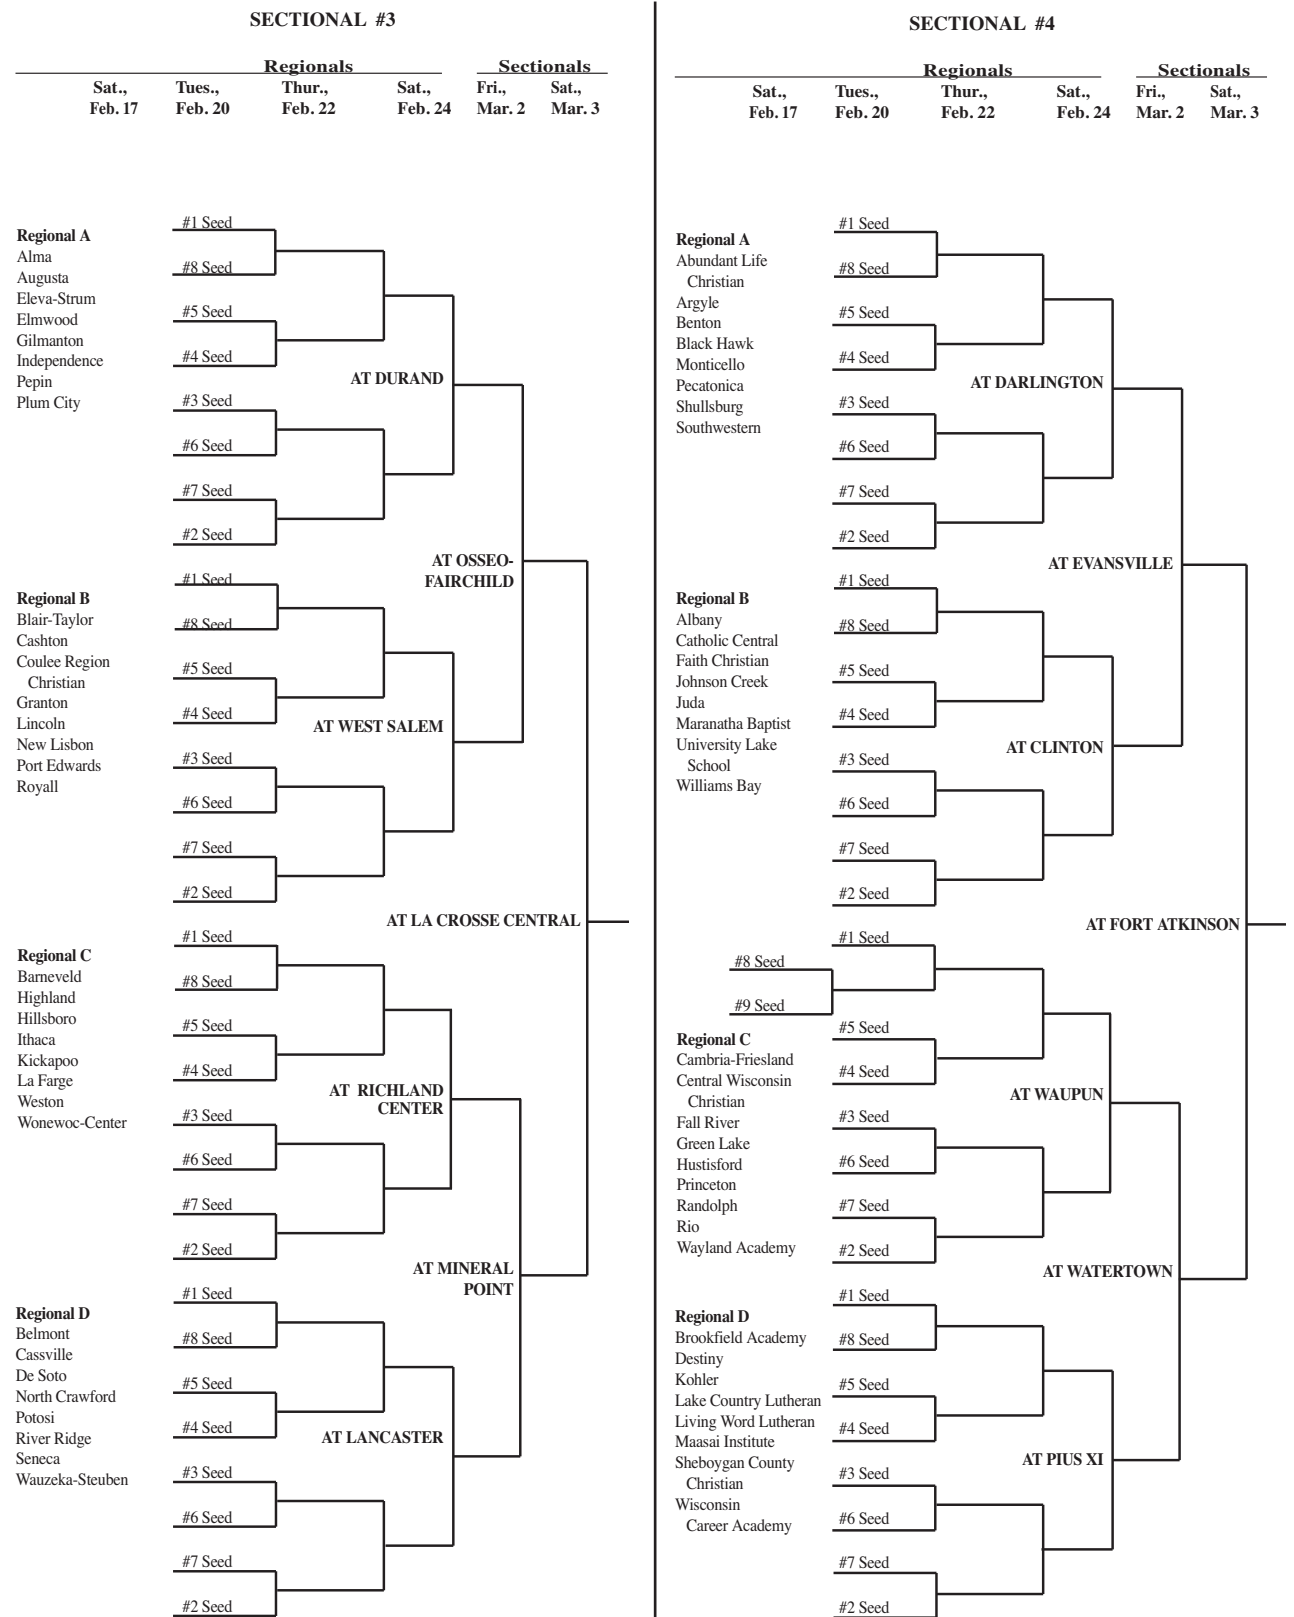 SECTIONAL #3
Regionals
Sectionals
Sat.,
Feb. 17
Tues.,
Feb. 20
Thur.,
Feb. 22
Sat.,
Feb. 24
Fri.,
Mar. 2
Sat.,
Mar. 3
#1 Seed
Regional A
Alma
Augusta
Eleva-Strum
Elmwood
Gilmanton
Independence
Pepin
Plum City
#8 Seed
#5 Seed
#4 Seed
AT DURAND
#3 Seed
#6 Seed
#7 Seed
#2 Seed
AT OSSEO-
FAIRCHILD
#1 Seed
Regional B
Blair-Taylor
Cashton
Coulee Region
Christian
Granton
Lincoln
New Lisbon
Port Edwards
Royall
#8 Seed
#5 Seed
#4 Seed
AT WEST SALEM
#3 Seed
#6 Seed
#7 Seed
#2 Seed
AT LA CROSSE CENTRAL
#1 Seed
Regional C
Barneveld
Highland
Hillsboro
Ithaca
Kickapoo
La Farge
Weston
Wonewoc-Center
#8 Seed
#5 Seed
#4 Seed
AT RICHLAND
CENTER
#3 Seed
#6 Seed
#7 Seed
#2 Seed
AT MINERAL
POINT
#1 Seed
Regional D
Belmont
Cassville
De Soto
North Crawford
Potosi
River Ridge
Seneca
Wauzeka-Steuben
#8 Seed
#5 Seed
#4 Seed
AT LANCASTER
#3 Seed
#6 Seed
#7 Seed
#2 Seed
SECTIONAL #4
Regionals
Sectionals
Sat.,
Feb. 17
Tues.,
Feb. 20
Thur.,
Feb. 22
Sat.,
Feb. 24
Fri.,
Mar. 2
Sat.,
Mar. 3
#1 Seed
Regional A
Abundant Life
Christian
Argyle
Benton
Black Hawk
Monticello
Pecatonica
Shullsburg
Southwestern
#8 Seed
#5 Seed
#4 Seed
AT DARLINGTON
#3 Seed
#6 Seed
#7 Seed
#2 Seed
AT EVANSVILLE
#1 Seed
Regional B
Albany
Catholic Central
Faith Christian
Johnson Creek
Juda
Maranatha Baptist
University Lake
School
Williams Bay
#8 Seed
#5 Seed
#4 Seed
AT CLINTON
#3 Seed
#6 Seed
#7 Seed
#2 Seed
AT FORT ATKINSON
#1 Seed
#8 Seed
#9 Seed
Regional C
Cambria-Friesland
Central Wisconsin
Christian
Fall River
Green Lake
Hustisford
Princeton
Randolph
Rio
Wayland Academy
#5 Seed
#4 Seed
AT WAUPUN
#3 Seed
#6 Seed
#7 Seed
#2 Seed
AT WATERTOWN
#1 Seed
Regional D
Brookfield Academy
Destiny
Kohler
Lake Country Lutheran
Living Word Lutheran
Maasai Institute
Sheboygan County
Christian
Wisconsin
Career Academy
#8 Seed
#5 Seed
#4 Seed
AT PIUS XI
#3 Seed
#6 Seed
#7 Seed
#2 Seed